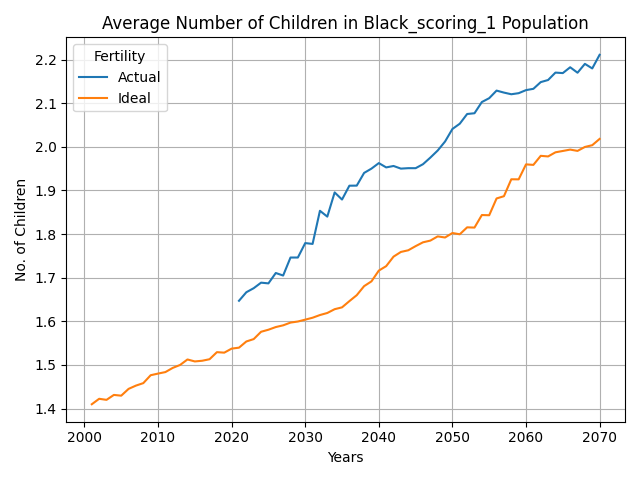 Average Number of Children in Black_scoring_1 Population
Fertility
Actual
Ideal
No. of Children
2.2
2.1
2.0
1.9
1.8
1.7
1.6
1.5
1.4
2000 2010 2020 2030 2040 2050 2060 2070
Years